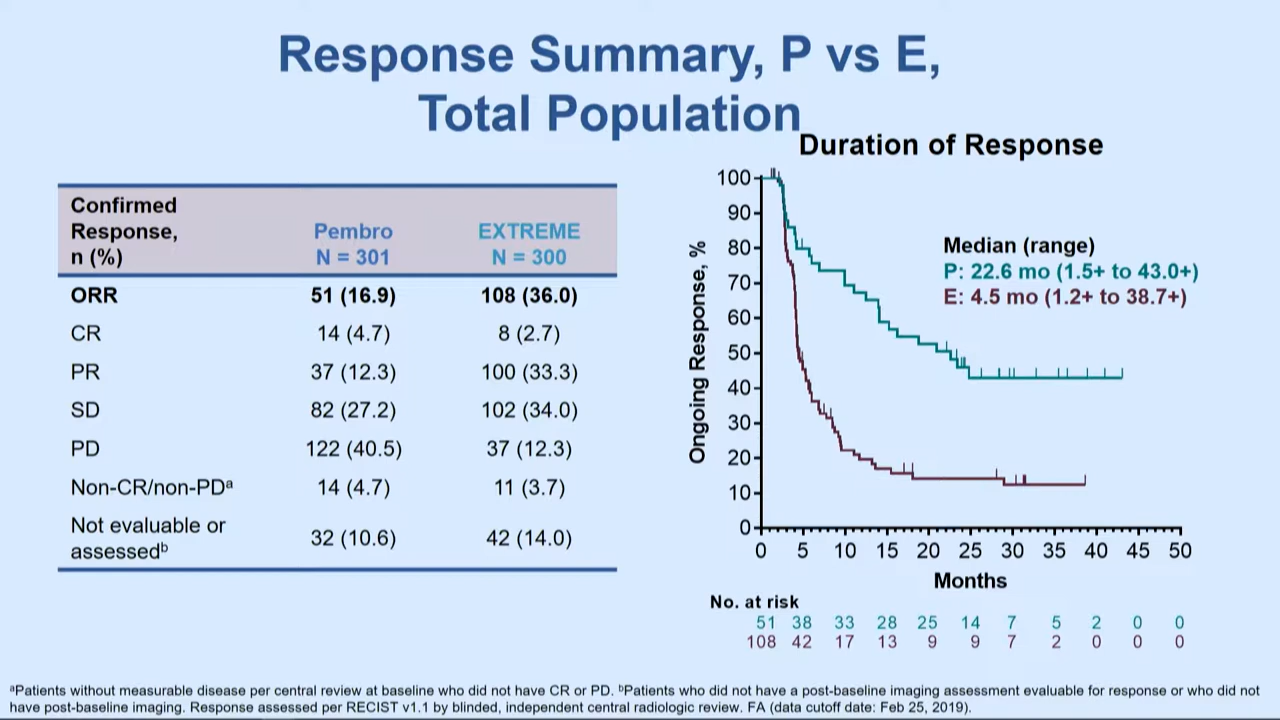 Response Summary, P vs E,
Total Population
Confirmed
Response,
n (%)
Pembro
N = 301
EXTREME
N = 300
ORR 51 (16.9) 108 (36.0)
CR 14 (4.7) 8 (2.7)
PR 37 (12.3) 100 (33.3)
SD 82 (27.2) 102 (34.0)
PD 122 (40.5) 37 (12.3)
Non-CR/non-PDᵃ 14 (4.7) 11 (3.7)
Not evaluable or
assessedᵇ 32 (10.6) 42 (14.0)
Duration of Response
Ongoing Response, %
100
90
80
70
60
50
40
30
20
10
0
Median (range)
P: 22.6 mo (1.5+ to 43.0+)
E: 4.5 mo (1.2+ to 38.7+)
0 5 10 15 20 25 30 35 40 45 50
Months
No. at risk
51 38 33 28 25 14 7 5 2 0 0
108 42 17 13 9 9 7 2 0 0 0
ᵃPatients without measurable disease per central review at baseline who did not have CR or PD. ᵇPatients who did not have a post-baseline imaging assessment evaluable for response or who did not
have post-baseline imaging. Response assessed per RECIST v1.1 by blinded, independent central radiologic review. FA (data cutoff date: Feb 25, 2019).